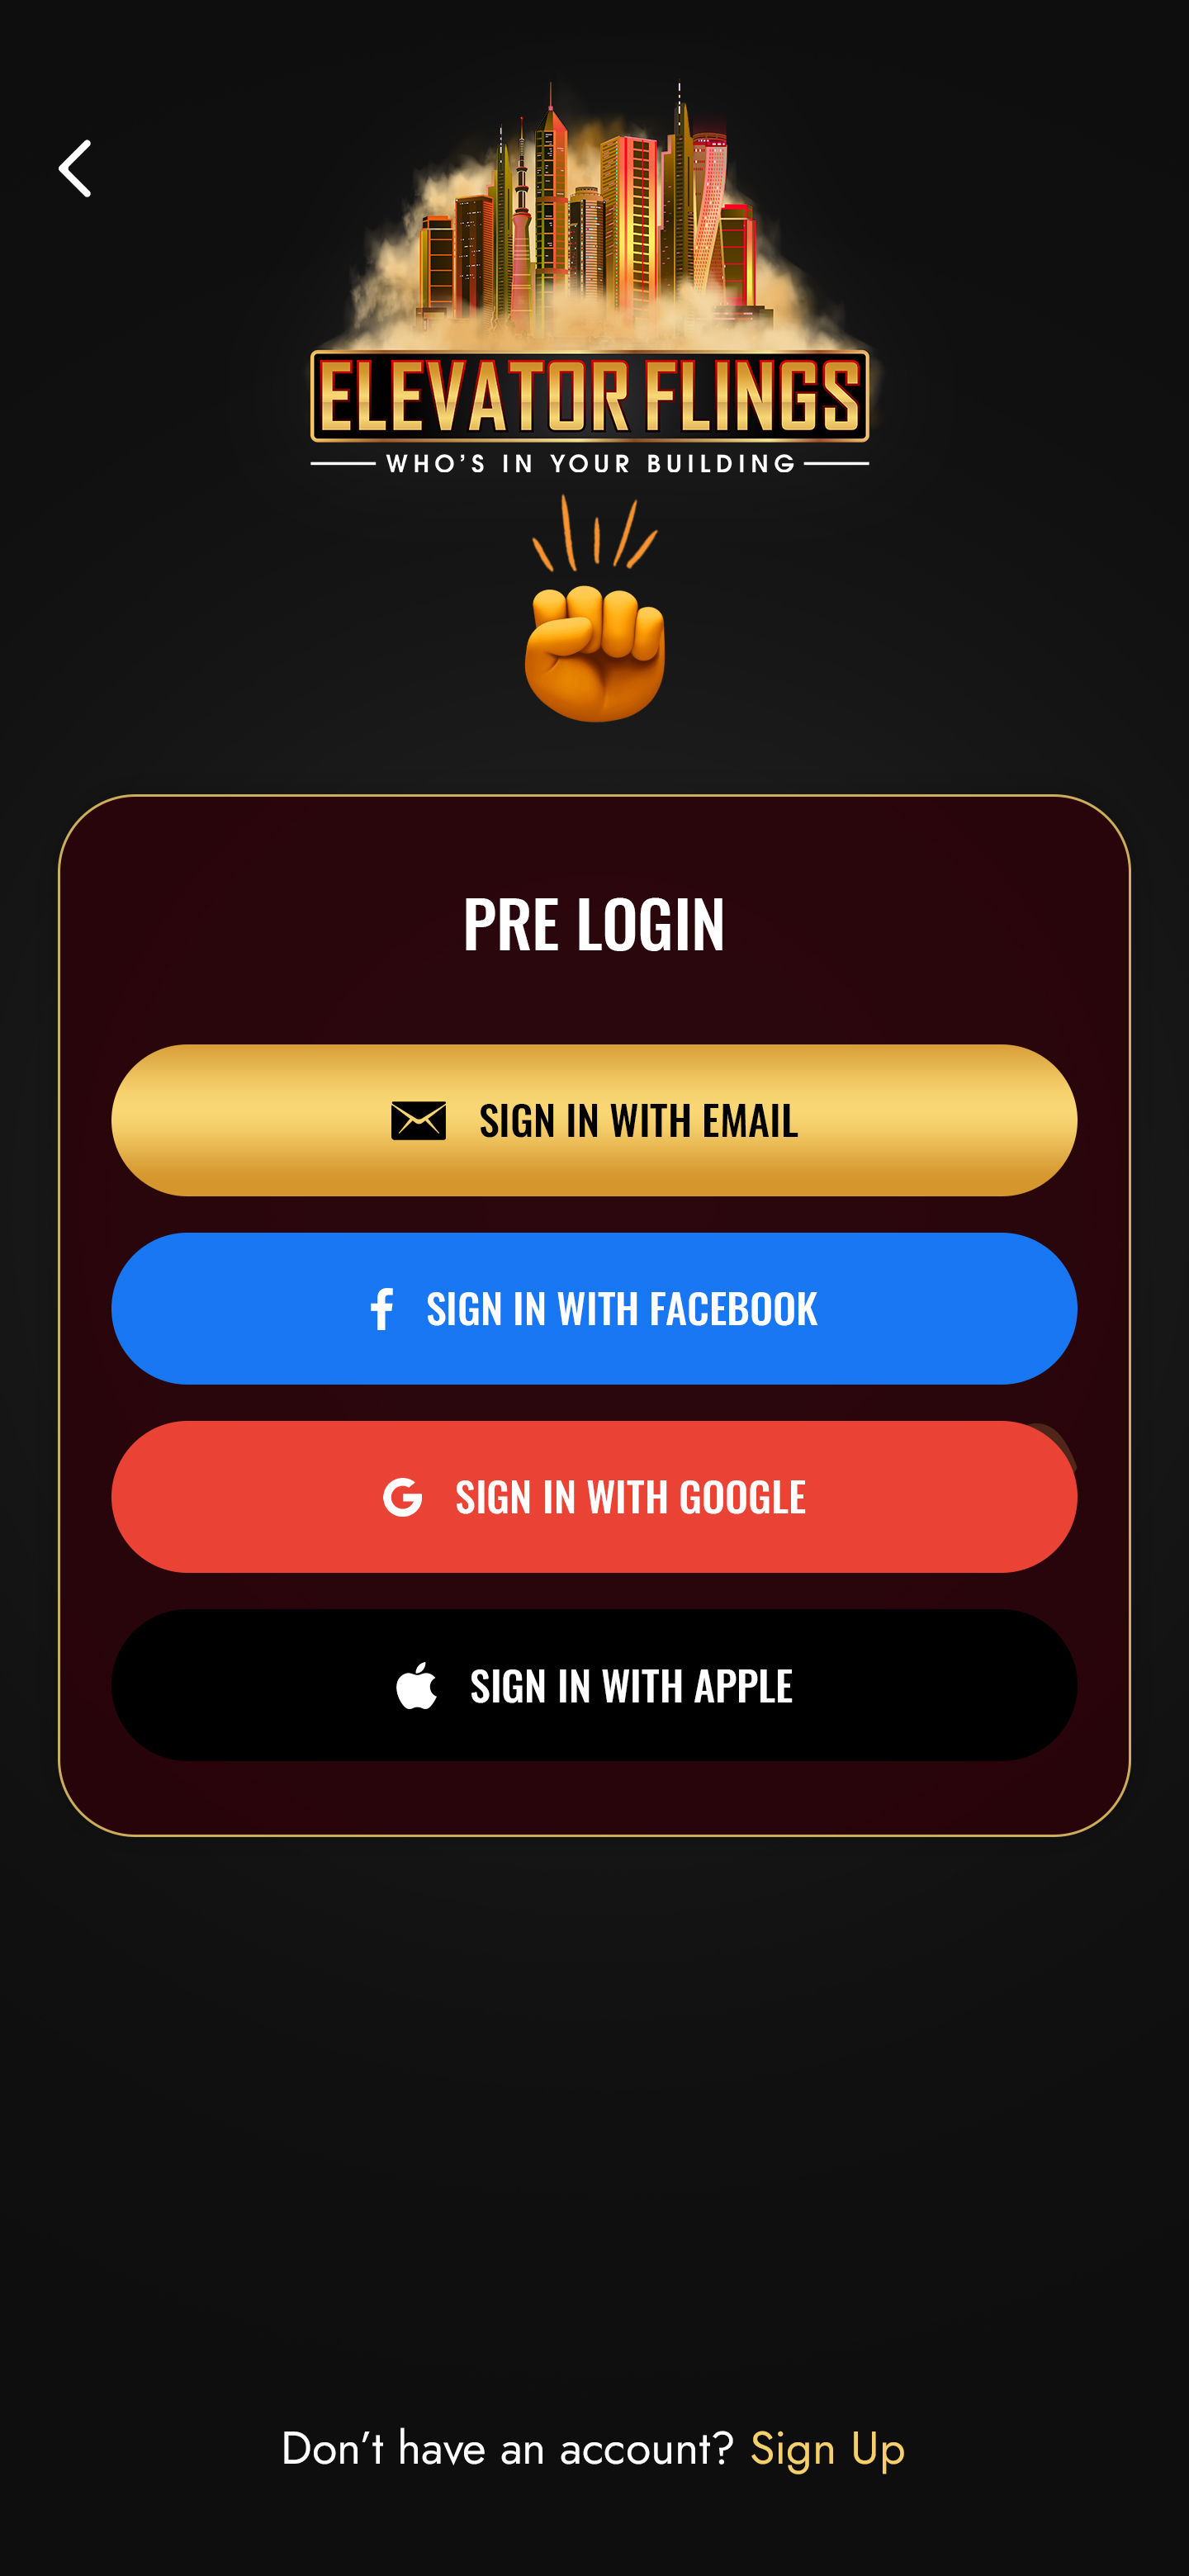 ELEVATOR FLINGS
WHO'S IN YOUR BUILDING
PRE LOGIN
SIGN IN WITH EMAIL
SIGN IN WITH FACEBOOK
SIGN IN WITH GOOGLE
SIGN IN WITH APPLE
Don't have an account? Sign Up